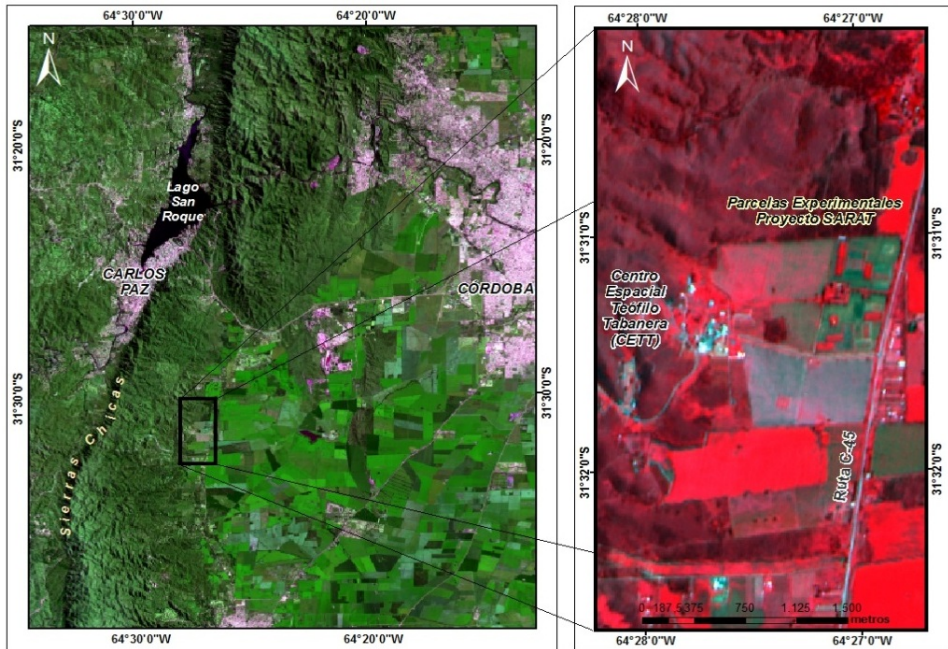 64°30'0"W
64°20'0"W
N
31°20'0"S
31°20'0"S
Lago
San
Roque
CARLOS
PAZ
CÓRDOBA
31°30'0"S
31°30'0"S
Sierras Chicas
64°30'0"W
64°20'0"W
64°28'0"W
64°27'0"W
N
Parcelas Experimentales
Proyecto SARAT
31°31'0"S
31°31'0"S
Centro
Espacial
Teófilo
Tabanera
(CETT)
Ruta C-45
31°32'0"S
31°32'0"S
0 187,5 375 750 1.125 1.500
metros
64°28'0"W
64°27'0"W